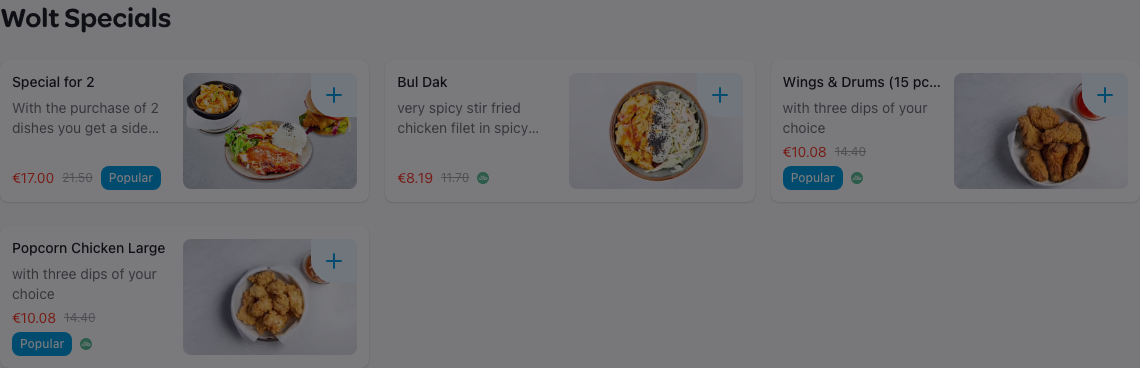 Wolt Specials
Special for 2
With the purchase of 2
dishes you get a side...
€17.00 21.50 Popular
Bul Dak
very spicy stir fried
chicken filet in spicy...
€8.19 11.70
Wings & Drums (15 pc...
with three dips of your
choice
€10.08 14.40
Popular
Popcorn Chicken Large
with three dips of your
choice
€10.08 14.40
Popular